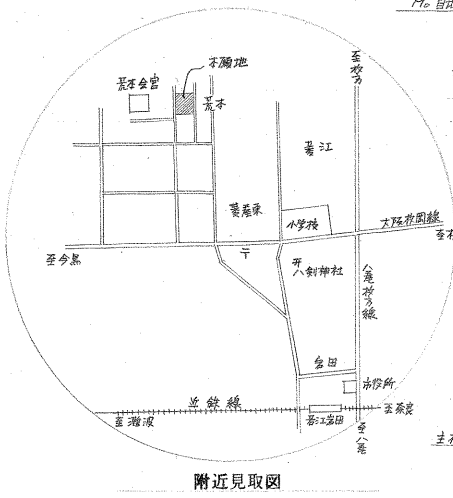 本願地
荒本会宮
荒本
至枚方
菱江
菱屋東
小学校
大阪枚岡線
至今里
〒
八剣神社
八尾枚方線
岩田
市役所
近鉄線
至難波
若江岩田
至奈良
至八尾
附近見取図